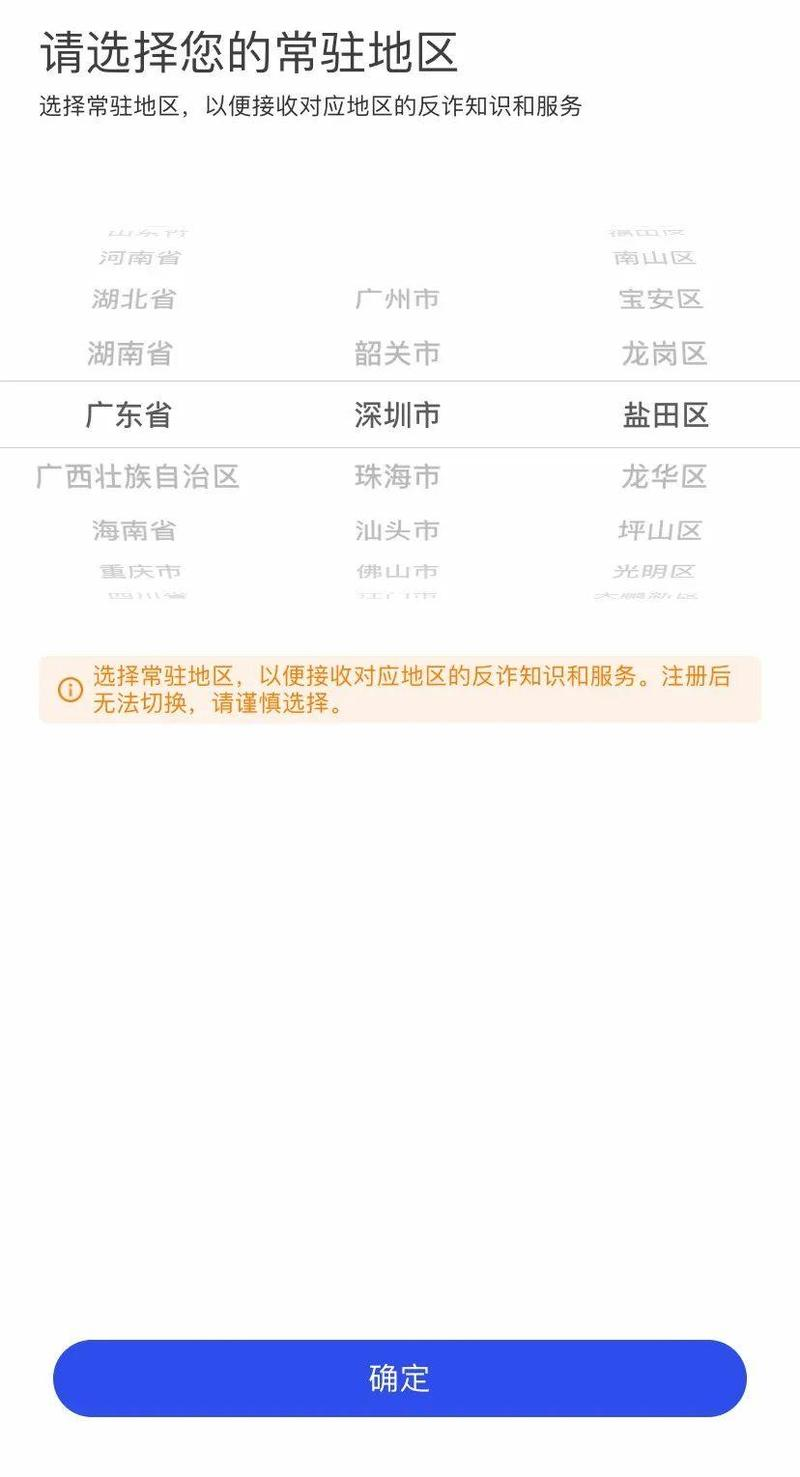 请选择您的常驻地区
选择常驻地区，以便接收对应地区的反诈知识和服务
河南省 南山区
湖北省 广州市 宝安区
湖南省 韶关市 龙岗区
广东省 深圳市 盐田区
广西壮族自治区 珠海市 龙华区
海南省 汕头市 坪山区
重庆市 佛山市 光明区
选择常驻地区，以便接收对应地区的反诈知识和服务。注册后
无法切换，请谨慎选择。
确定